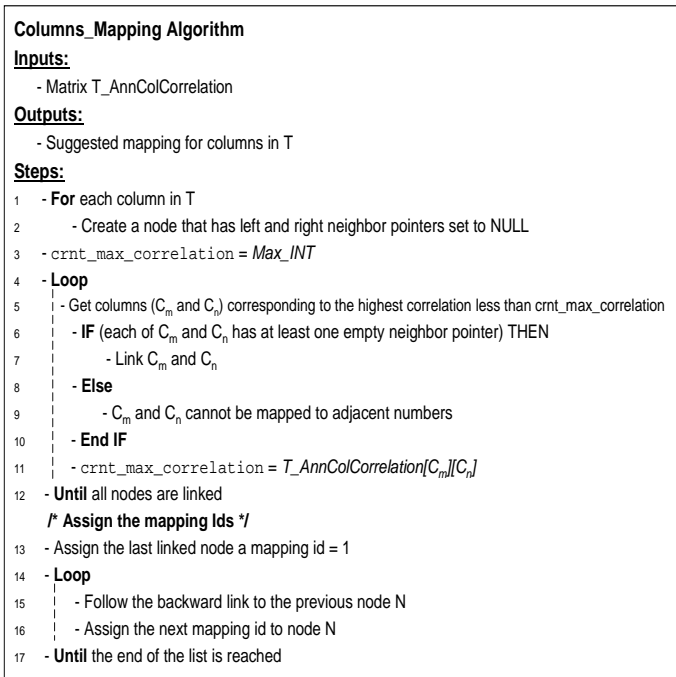 Columns_Mapping Algorithm
Inputs:
- Matrix T_AnnColCorrelation
Outputs:
- Suggested mapping for columns in T
Steps:
1 - For each column in T
2 - Create a node that has left and right neighbor pointers set to NULL
3 - crnt_max_correlation = Max_INT
4 - Loop
5 - Get columns (Cm and Cn) corresponding to the highest correlation less than crnt_max_correlation
6 - IF (each of Cm and Cn has at least one empty neighbor pointer) THEN
7 - Link Cm and Cn
8 - Else
9 - Cm and Cn cannot be mapped to adjacent numbers
10 - End IF
11 - crnt_max_correlation = T_AnnColCorrelation[Cm][Cn]
12 - Until all nodes are linked
/* Assign the mapping Ids */
13 - Assign the last linked node a mapping id = 1
14 - Loop
15 - Follow the backward link to the previous node N
16 - Assign the next mapping id to node N
17 - Until the end of the list is reached